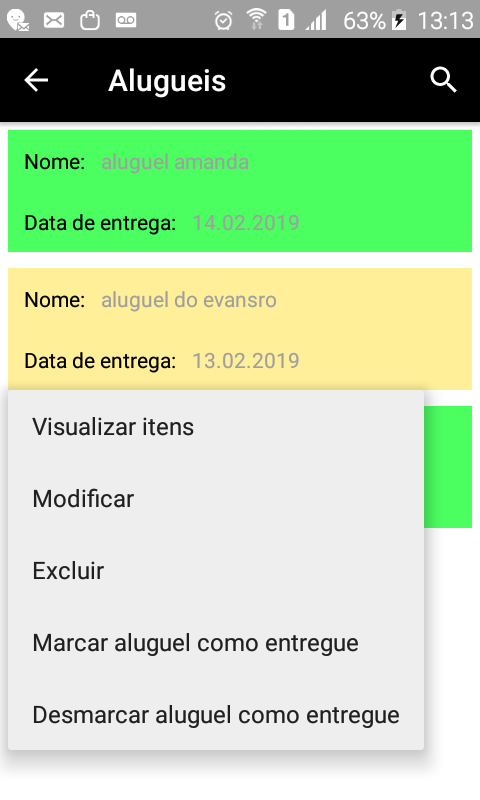 1 63% 13:13
Alugueis
Nome: aluguel amanda
Data de entrega: 14.02.2019
Nome: aluguel do evansro
Data de entrega: 13.02.2019
Visualizar itens
Modificar
Excluir
Marcar aluguel como entregue
Desmarcar aluguel como entregue